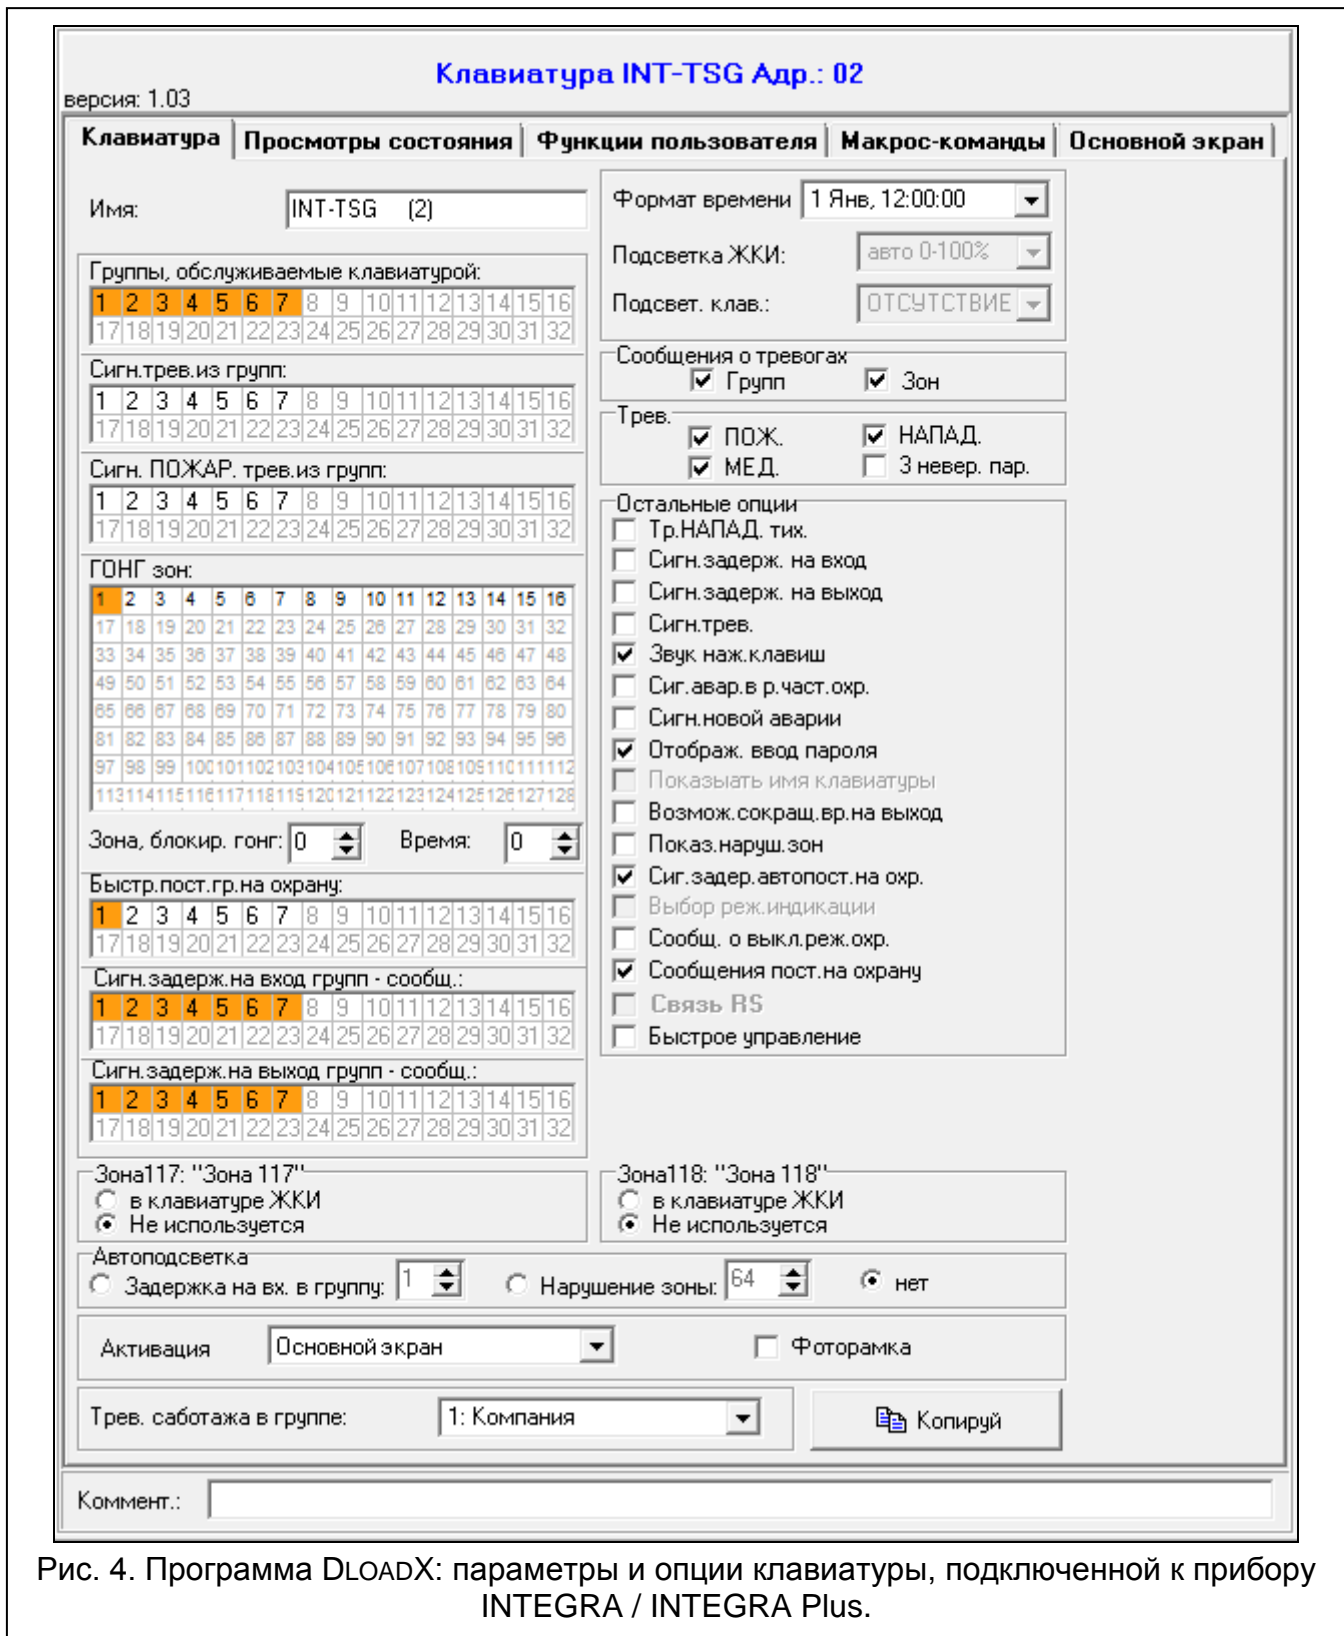 Клавиатура INT-TSG Адр.: 02
версия: 1.03
Клавиатура Просмотры состояния Функции пользователя Макрос-команды Основной экран
Имя: INT-TSG (2)
Группы, обслуживаемые клавиатурой:
1 2 3 4 5 6 7 8 9 10 11 12 13 14 15 16
17 18 19 20 21 22 23 24 25 26 27 28 29 30 31 32
Сигн.трев.из групп:
1 2 3 4 5 6 7 8 9 10 11 12 13 14 15 16
17 18 19 20 21 22 23 24 25 26 27 28 29 30 31 32
Сигн. ПОЖАР. трев.из групп:
1 2 3 4 5 6 7 8 9 10 11 12 13 14 15 16
17 18 19 20 21 22 23 24 25 26 27 28 29 30 31 32
ГОНГ зон:
1 2 3 4 5 6 7 8 9 10 11 12 13 14 15 16
17 18 19 20 21 22 23 24 25 26 27 28 29 30 31 32
33 34 35 36 37 38 39 40 41 42 43 44 45 46 47 48
49 50 51 52 53 54 55 56 57 58 59 60 61 62 63 64
65 66 67 68 69 70 71 72 73 74 75 76 77 78 79 80
81 82 83 84 85 86 87 88 89 90 91 92 93 94 95 96
97 98 99 100 101 102 103 104 105 106 107 108 109 110 111 112
113 114 115 116 117 118 119 120 121 122 123 124 125 126 127 128
Зона, блокир. гонг: 0 Время: 0
Быстр.пост.гр.на охрану:
1 2 3 4 5 6 7 8 9 10 11 12 13 14 15 16
17 18 19 20 21 22 23 24 25 26 27 28 29 30 31 32
Сигн.задерж.на вход групп - сообщ.:
1 2 3 4 5 6 7 8 9 10 11 12 13 14 15 16
17 18 19 20 21 22 23 24 25 26 27 28 29 30 31 32
Сигн.задерж.на выход групп - сообщ.:
1 2 3 4 5 6 7 8 9 10 11 12 13 14 15 16
17 18 19 20 21 22 23 24 25 26 27 28 29 30 31 32
Формат времени 1 Янв, 12:00:00
Подсветка ЖКИ: авто 0-100%
Подсвет. клав.: ОТСУТСТВИЕ
Сообщения о тревогах
Групп Зон
Трев.
ПОЖ. НАПАД.
МЕД. 3 невер. пар.
Остальные опции
Тр.НАПАД. тих.
Сигн.задерж. на вход
Сигн.задерж. на выход
Сигн.трев.
Звук наж.клавиш
Сиг.авар.в р.част.охр.
Сигн.новой аварии
Отображ. ввод пароля
Показыать имя клавиатуры
Возмож.сокращ.вр.на выход
Показ.наруш.зон
Сиг.задер.автопост.на охр.
Выбор реж.индикации
Сообщ. о выкл.реж.охр.
Сообщения пост.на охрану
Связь RS
Быстрое управление
Зона117: "Зона 117"
в клавиатуре ЖКИ
Не используется
Зона118: "Зона 118"
в клавиатуре ЖКИ
Не используется
Автоподсветка
Задержка на вх. в группу: 1 Нарушение зоны: 64 нет
Активация Основной экран Фоторамка
Трев. саботажа в группе: 1: Компания Копируй
Коммент.:
Рис. 4. Программа DLOADX: параметры и опции клавиатуры, подключенной к прибору
INTEGRA / INTEGRA Plus.